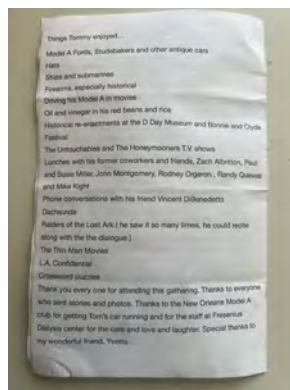 Things Tommy enjoyed...
Model A Fords, Studebakers and other antique cars
Hats
Ships and submarines
Firearms, especially historical
Driving his Model A in movies
Oil and vinegar in his red beans and rice
Historical re-enactments at the D Day Museum and Bonnie and Clyde
Festival
The Untouchables and The Honeymooners T.V. shows
Lunches with his former coworkers and friends, Zach Albritton, Paul
and Susie Miller, John Montgomery, Rodney Orgeron, Randy
and Mike Kight
Phone conversations with his friend Vincent DiBenedetto
Dachshunds
Raiders of the Lost Ark ( he saw it so many times, he could recite
along with the the dialogue )
The Thin Man Movies
L.A. Confidential
Crossword puzzles
Thank you every one for attending this gathering. Thanks to everyone
who sent stories and photos. Thanks to the New Orleans Model A
club for getting Tom's car running and for the staff at Fresenius
Dialysis center for the care and love and laughter. Special thanks to
my wonderful friend, Yvette.